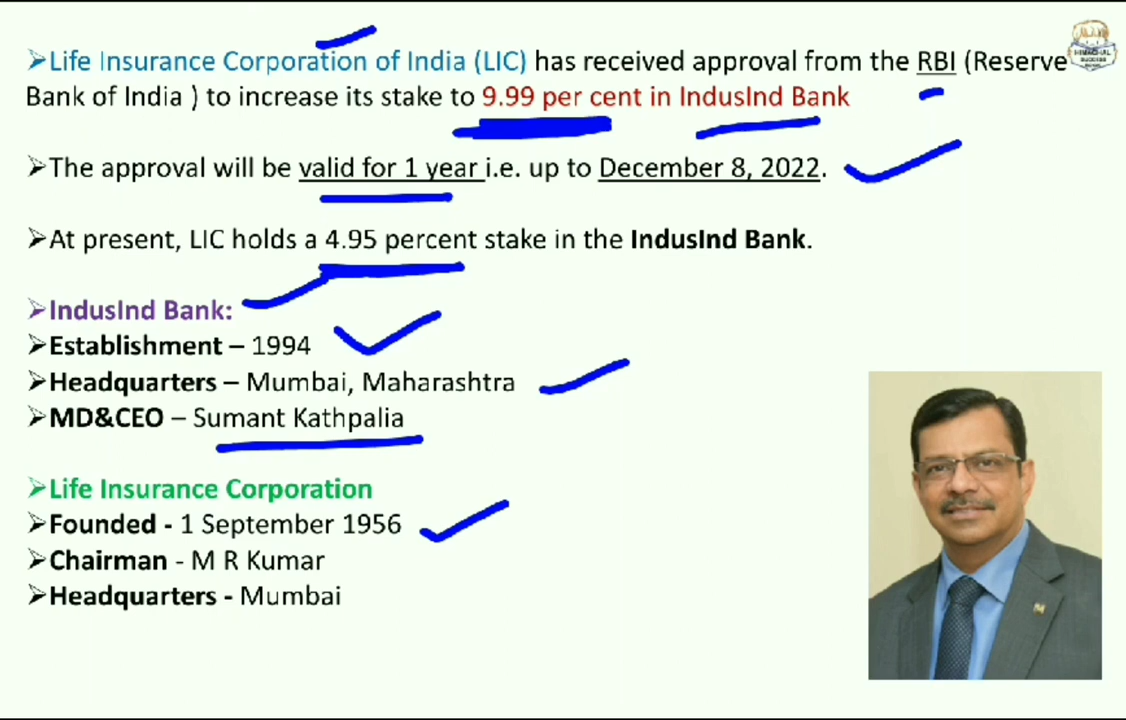 ➢Life Insurance Corporation of India (LIC) has received approval from the RBI (Reserve
Bank of India ) to increase its stake to 9.99 per cent in IndusInd Bank
➢The approval will be valid for 1 year i.e. up to December 8, 2022.
➢At present, LIC holds a 4.95 percent stake in the IndusInd Bank.
➢IndusInd Bank:
➢Establishment – 1994
➢Headquarters – Mumbai, Maharashtra
➢MD&CEO – Sumant Kathpalia
➢Life Insurance Corporation
➢Founded - 1 September 1956
➢Chairman - M R Kumar
➢Headquarters - Mumbai
HIMACHAL
SUCCESS